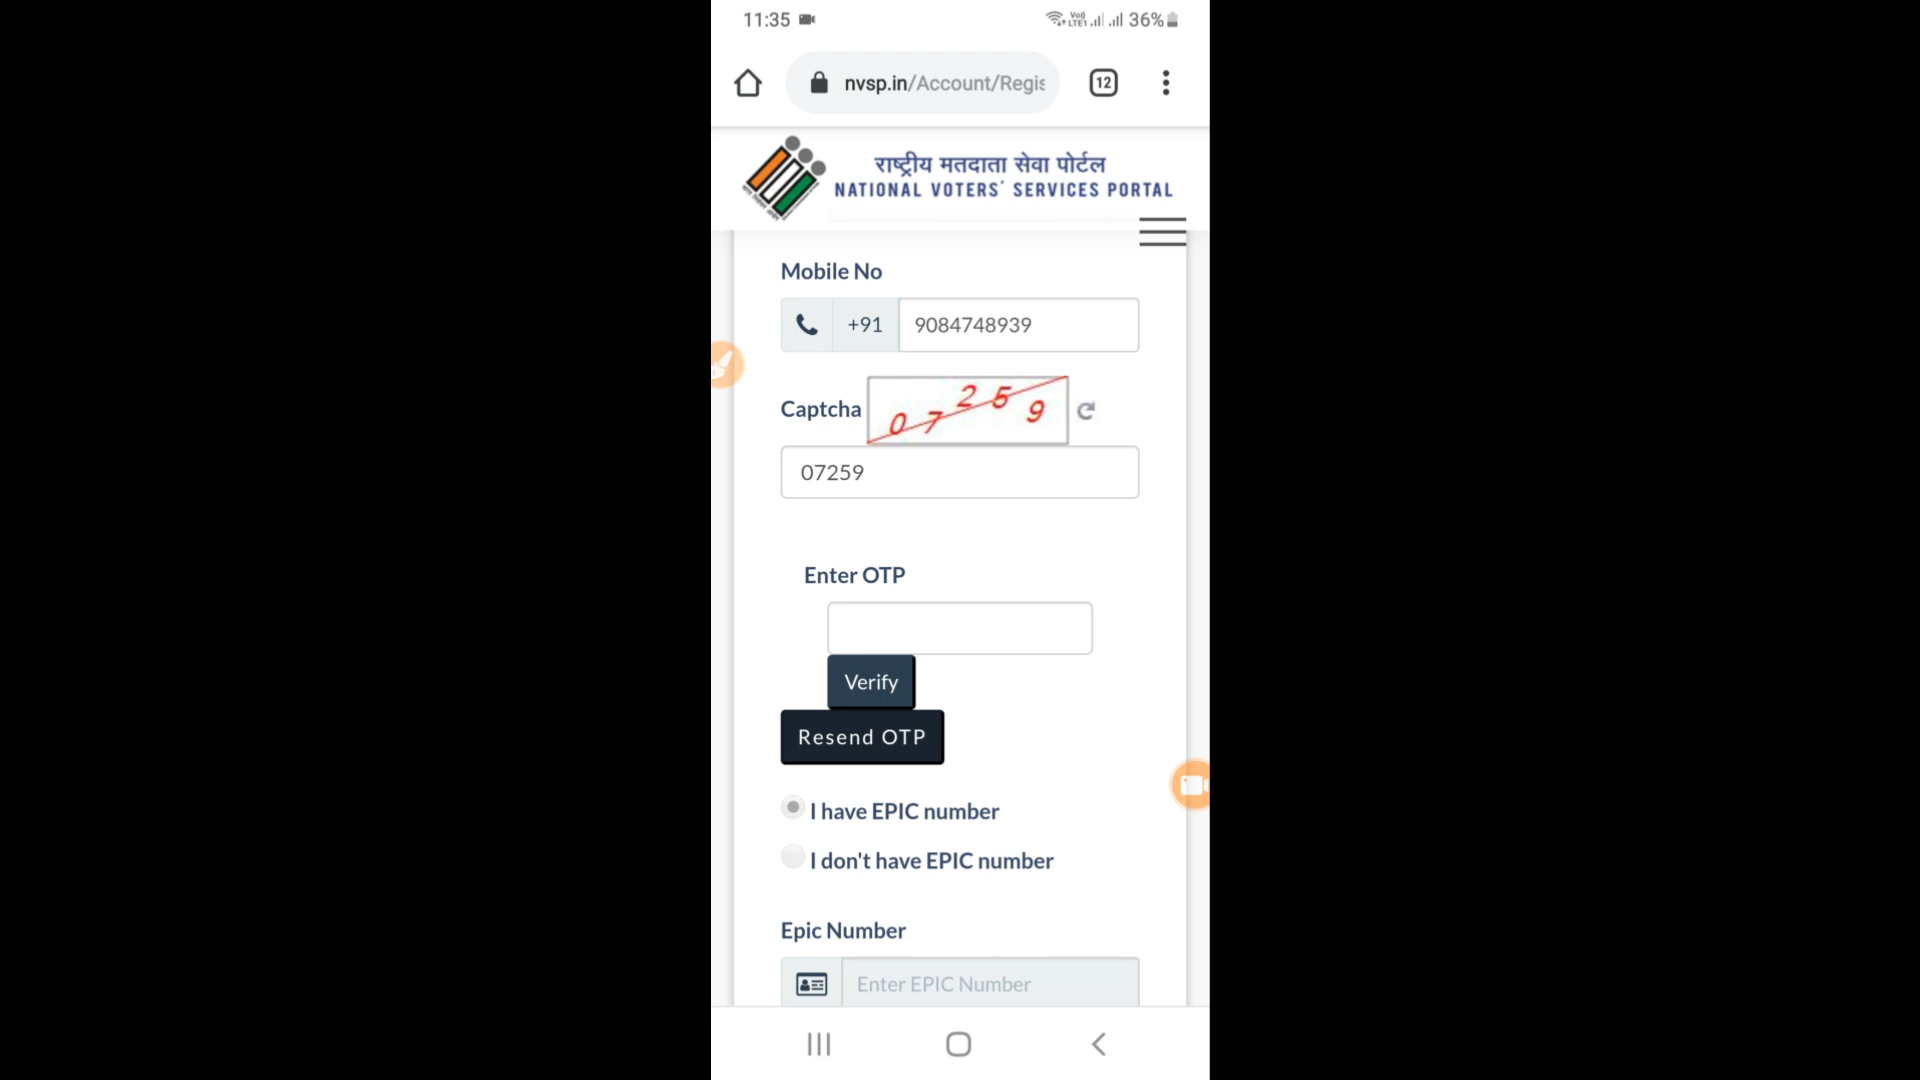 11:35
Vo)) LTE1 36%
nvsp.in/Account/Regis
12
राष्ट्रीय मतदाता सेवा पोर्टल
NATIONAL VOTERS' SERVICES PORTAL
Mobile No
+91 9084748939
Captcha 07259
07259
Enter OTP
Verify
Resend OTP
I have EPIC number
I don't have EPIC number
Epic Number
Enter EPIC Number